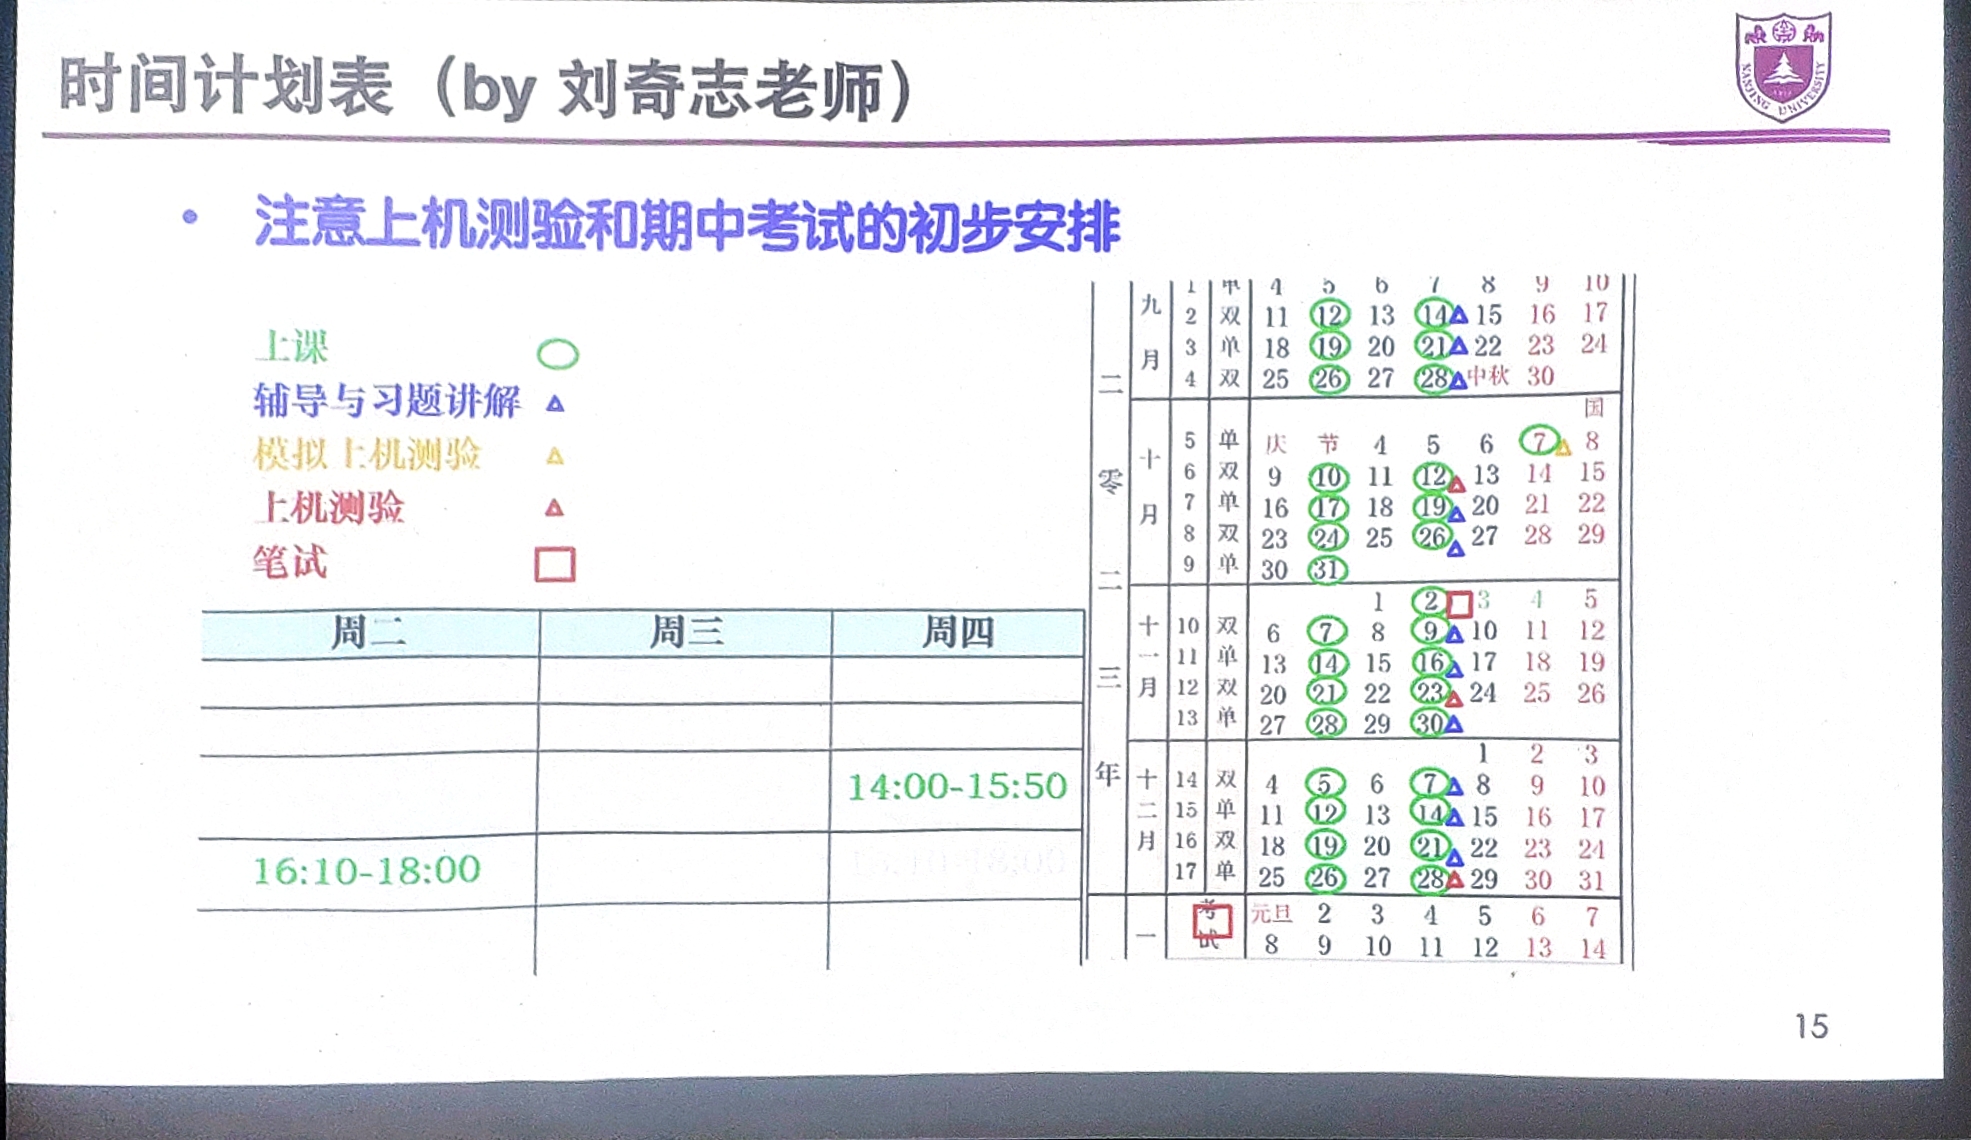 时间计划表（by 刘奇志老师）
NANJING UNIVERSITY
• 注意上机测验和期中考试的初步安排
上课
辅导与习题讲解
模拟上机测验
上机测验
笔试
周二 周三 周四
14:00-15:50
16:10-18:00
二零二三年
九月
1 单 4 5 6 7 8 9 10
2 双 11 12 13 14 15 16 17
3 单 18 19 20 21 22 23 24
4 双 25 26 27 28 中秋 30
十月
国
5 单 庆 节 4 5 6 7 8
6 双 9 10 11 12 13 14 15
7 单 16 17 18 19 20 21 22
8 双 23 24 25 26 27 28 29
9 单 30 31
十一月
1 2 3 4 5
10 双 6 7 8 9 10 11 12
11 单 13 14 15 16 17 18 19
12 双 20 21 22 23 24 25 26
13 单 27 28 29 30
十二月
1 2 3
14 双 4 5 6 7 8 9 10
15 单 11 12 13 14 15 16 17
16 双 18 19 20 21 22 23 24
17 单 25 26 27 28 29 30 31
一 考试
元旦 2 3 4 5 6 7
8 9 10 11 12 13 14
15